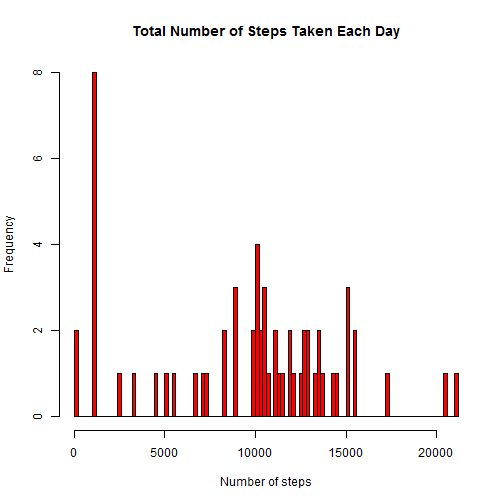 Total Number of Steps Taken Each Day
Frequency
8
6
4
2
0
0 5000 10000 15000 20000
Number of steps